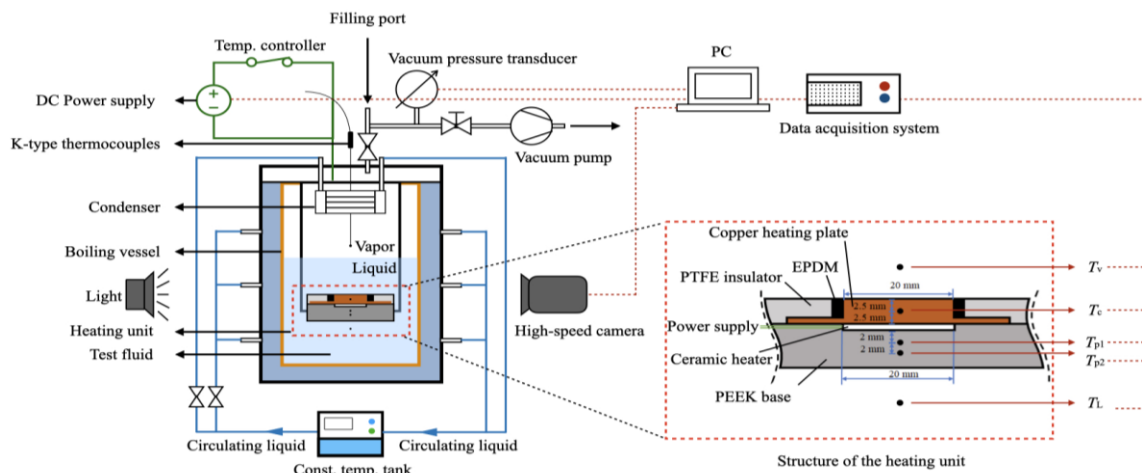 Filling port
Temp. controller
Vacuum pressure transducer
PC
DC Power supply
Data acquisition system
K-type thermocouples
Vacuum pump
Condenser
Boiling vessel
Vapor
Liquid
Light
High-speed camera
Heating unit
Test fluid
Circulating liquid
Circulating liquid
Const. temp. tank
Copper heating plate
PTFE insulator
EPDM
20 mm
Tv
2.5 mm
Tc
2.5 mm
Power supply
2 mm
Tp1
2 mm
Tp2
Ceramic heater
20 mm
PEEK base
TL
Structure of the heating unit